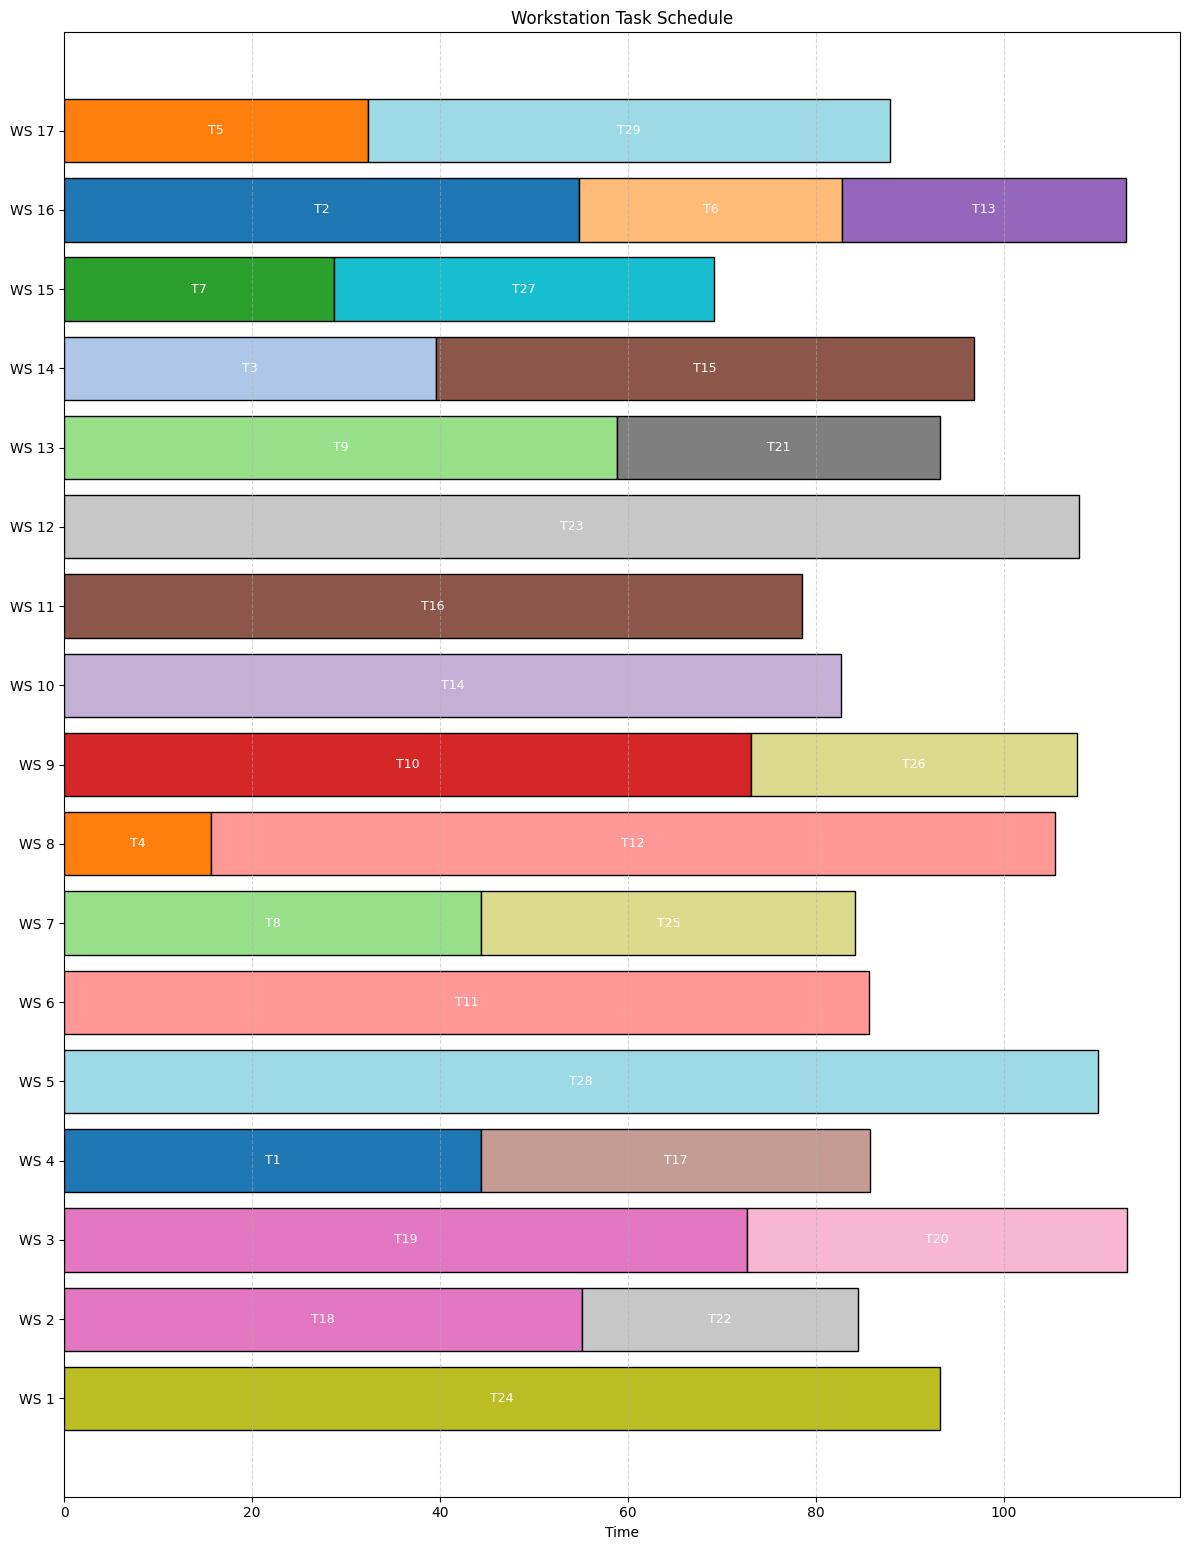 Workstation Task Schedule
WS 17 T5 T29
WS 16 T2 T6 T13
WS 15 T7 T27
WS 14 T3 T15
WS 13 T9 T21
WS 12 T23
WS 11 T16
WS 10 T14
WS 9 T10 T26
WS 8 T4 T12
WS 7 T8 T25
WS 6 T11
WS 5 T28
WS 4 T1 T17
WS 3 T19 T20
WS 2 T18 T22
WS 1 T24
0 20 40 60 80 100
Time